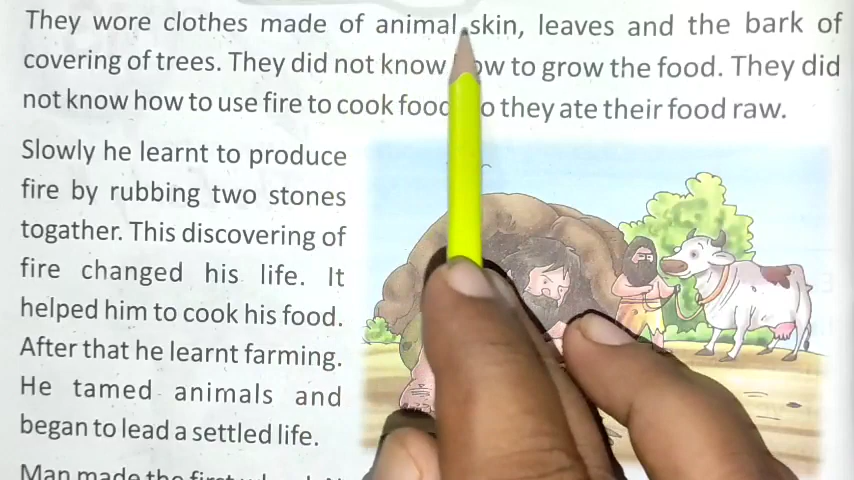 They wore clothes made of animal skin, leaves and the bark of
covering of trees. They did not know to grow the food. They did
not know how to use fire to cook food they ate their food raw.
Slowly he learnt to produce
fire by rubbing two stones
togather. This discovering of
fire changed his life. It
helped him to cook his food.
After that he learnt farming.
He tamed animals and
began to lead a settled life.
Man made the